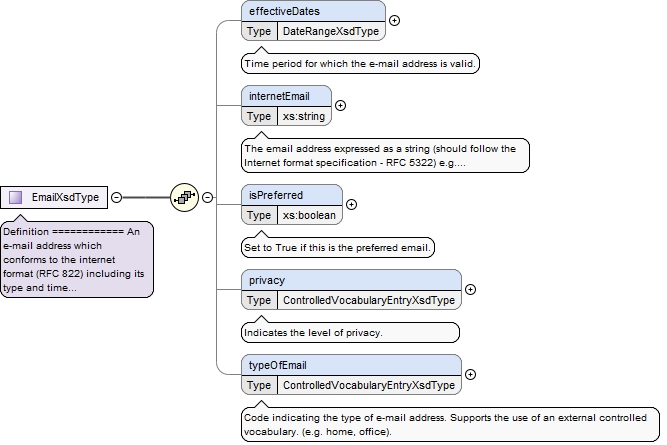 effectiveDates
Type DateRangeXsdType
Time period for which the e-mail address is valid.
internetEmail
Type xs:string
The email address expressed as a string (should follow the
Internet format specification - RFC 5322) e.g....
EmailXsdType
Definition ============ An
e-mail address which
conforms to the internet
format (RFC 822) including its
type and time...
isPreferred
Type xs:boolean
Set to True if this is the preferred email.
privacy
Type ControlledVocabularyEntryXsdType
Indicates the level of privacy.
typeOfEmail
Type ControlledVocabularyEntryXsdType
Code indicating the type of e-mail address. Supports the use of an external controlled
vocabulary. (e.g. home, office).